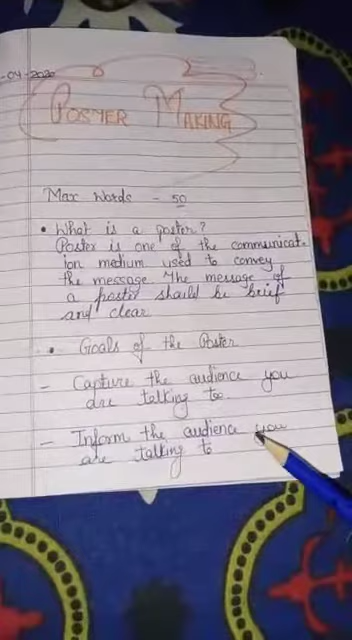 -04-2020
POSTER MAKING
Max Words - 50
• What is a poster?
Poster is one of the communicat-
ion medium used to convey
the message. The message of
a poster should be brief
and clear
• Goals of the Poster
- Capture the audience you
are talking to.
- Inform the audience you
are talking to